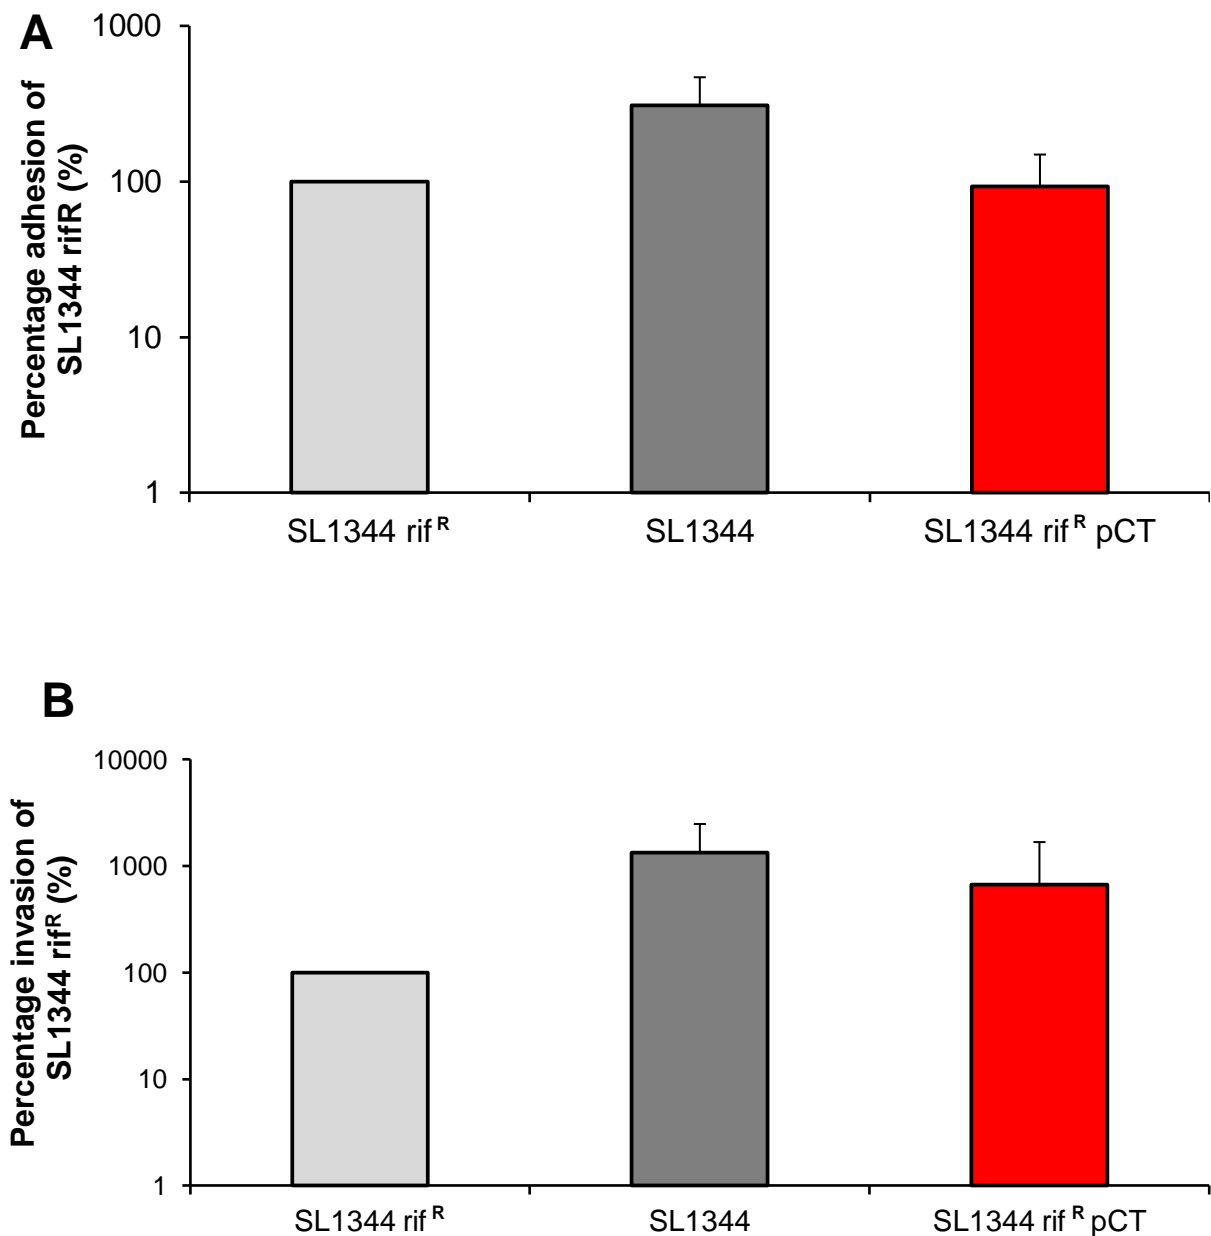 A
Percentage adhesion of
SL1344 rifR (%)
1000
100
10
1
SL1344 rif R
SL1344
SL1344 rif R pCT
B
Percentage invasion of
SL1344 rifR (%)
10000
1000
100
10
1
SL1344 rif R
SL1344
SL1344 rif R pCT